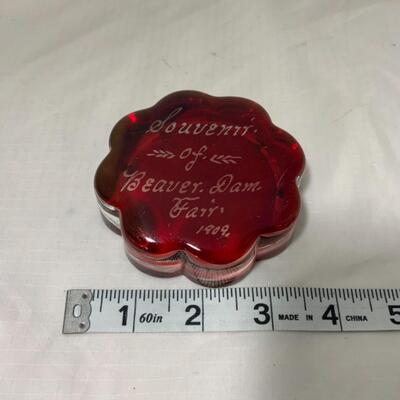 Souvenir.
of.
Beaver. Dam.
Fair.
1909.
1 60in 2 3 MADE IN 4 CHINA 5